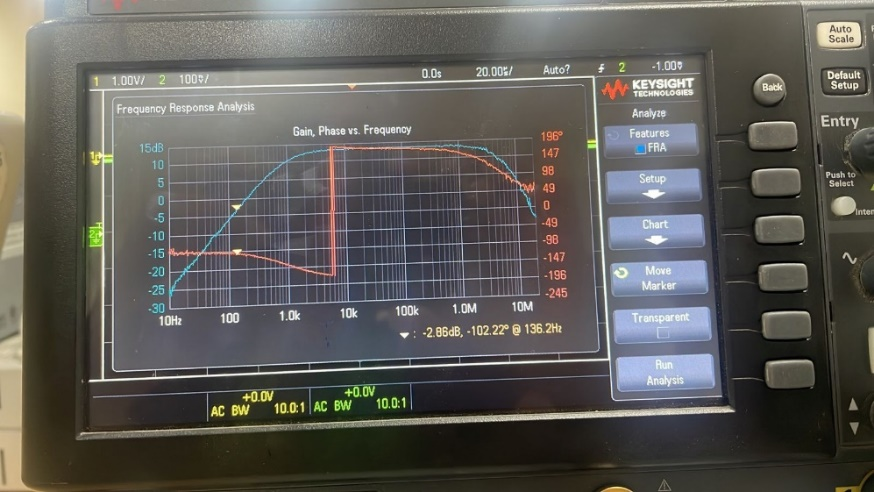 1 1.00V/ 2 100%/ 0.0s 20.00%/ Auto? 2 -1.00V
KEYSIGHT
TECHNOLOGIES
Frequency Response Analysis
Gain, Phase vs. Frequency
15dB
10
5
0
-5
-10
-15
-20
-25
-30
196°
147
98
49
0
-49
-98
-147
-196
-245
10Hz 100 1.0k 10k 100k 1.0M 10M
: -2.86dB, -102.22° @ 136.2Hz
+0.0V
AC BW 10.0:1
+0.0V
AC BW 10.0:1
Analyze
Features
FRA
Setup
Chart
Move
Marker
Transparent
Run
Analysis
Back
Auto
Scale
Default
Setup
Entry
Push to
Select